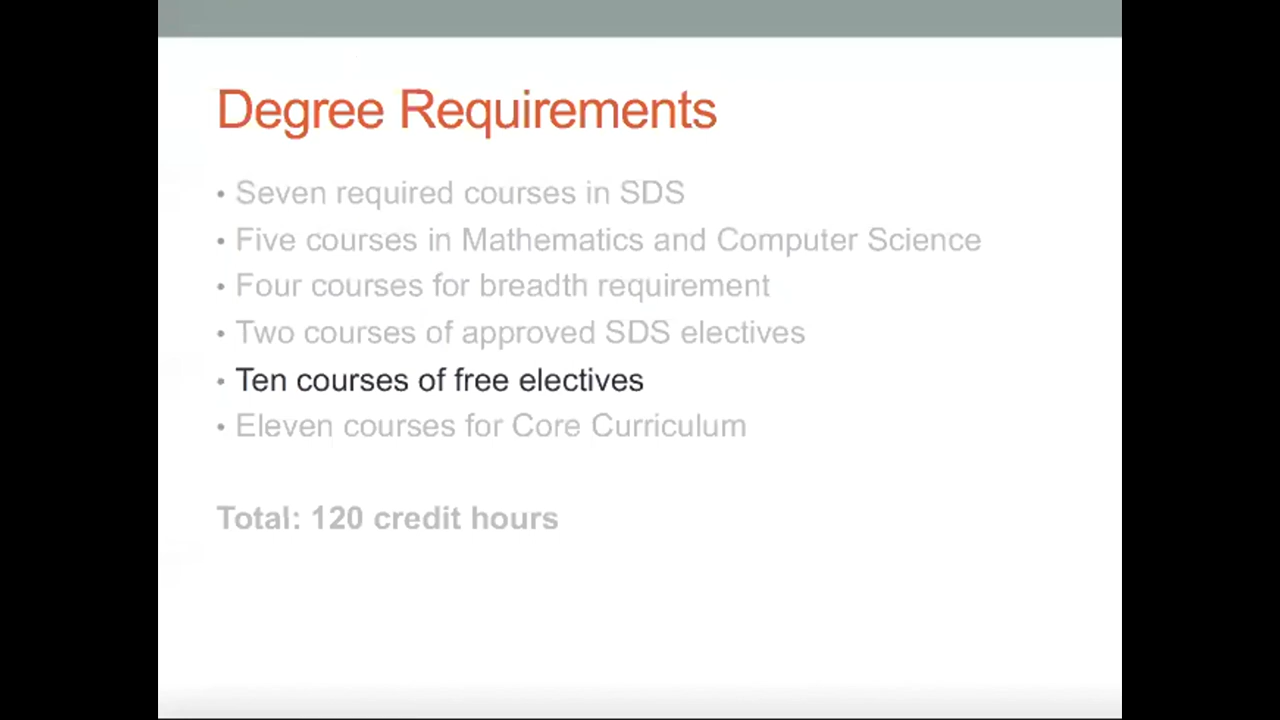 Degree Requirements
• Seven required courses in SDS
• Five courses in Mathematics and Computer Science
• Four courses for breadth requirement
• Two courses of approved SDS electives
• Ten courses of free electives
• Eleven courses for Core Curriculum
Total: 120 credit hours